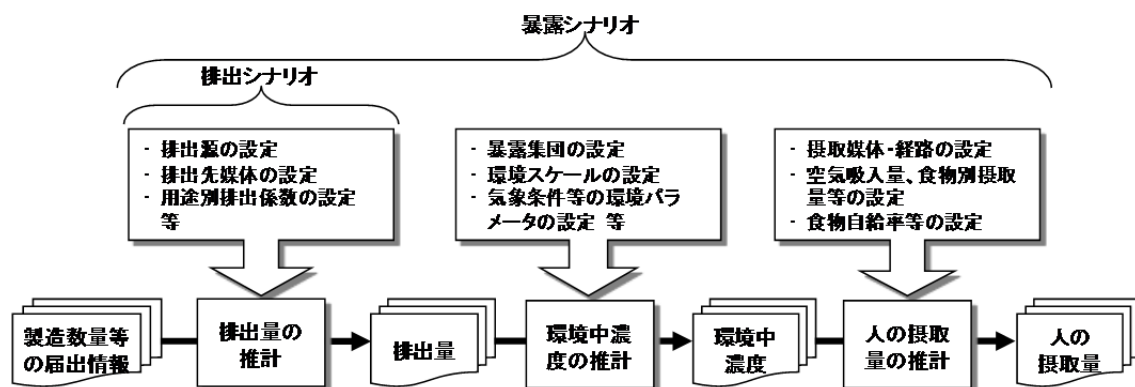 暴露シナリオ
排出シナリオ
- 排出源の設定
- 排出先媒体の設定
- 用途別排出係数の設定
等
- 暴露集団の設定
- 環境スケールの設定
- 気象条件等の環境パラ
メータの設定 等
- 摂取媒体・経路の設定
- 空気吸入量、食物別摂取
量等の設定
- 食物自給率等の設定
製造数量等
の届出情報
排出量の
推計
排出量
環境中濃
度の推計
環境中
濃度
人の摂取
量の推計
人の
摂取量